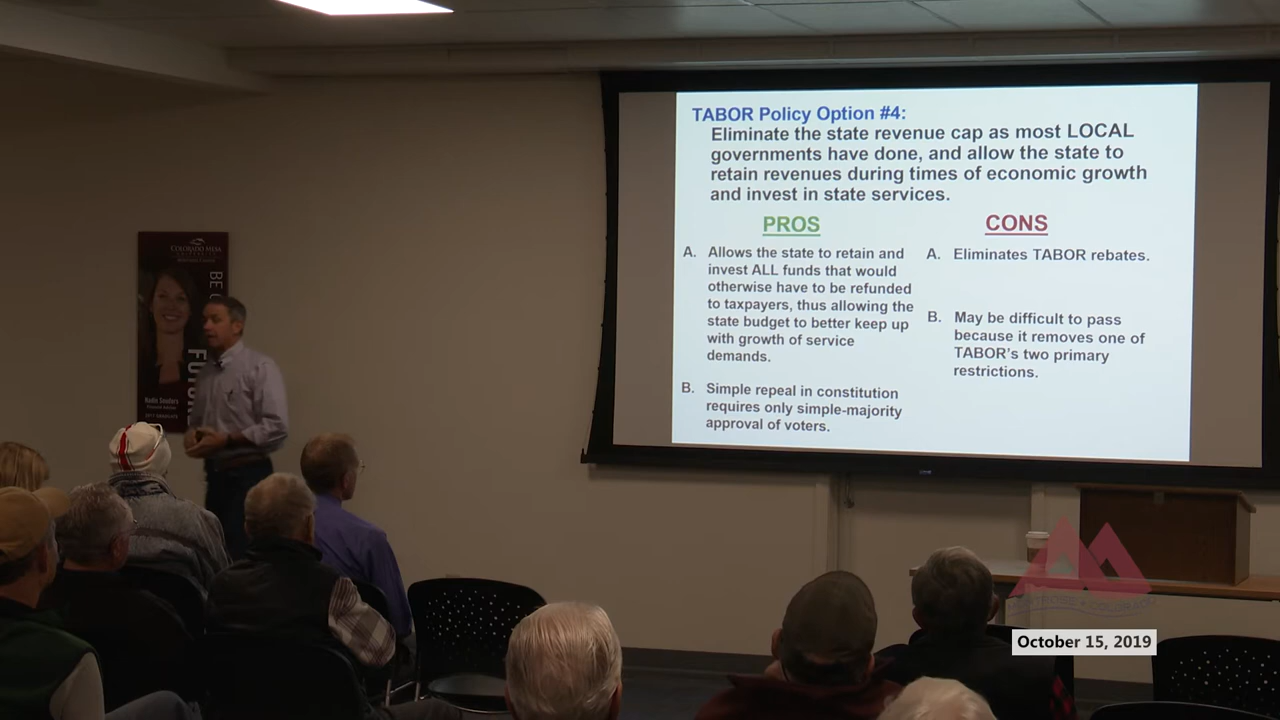 TABOR Policy Option #4:
Eliminate the state revenue cap as most LOCAL
governments have done, and allow the state to
retain revenues during times of economic growth
and invest in state services.
PROS
A. Allows the state to retain and
invest ALL funds that would
otherwise have to be refunded
to taxpayers, thus allowing the
state budget to better keep up
with growth of service
demands.
B. Simple repeal in constitution
requires only simple-majority
approval of voters.
CONS
A. Eliminates TABOR rebates.
B. May be difficult to pass
because it removes one of
TABOR's two primary
restrictions.
COLORADO MESA
BE
FUTUR
October 15, 2019